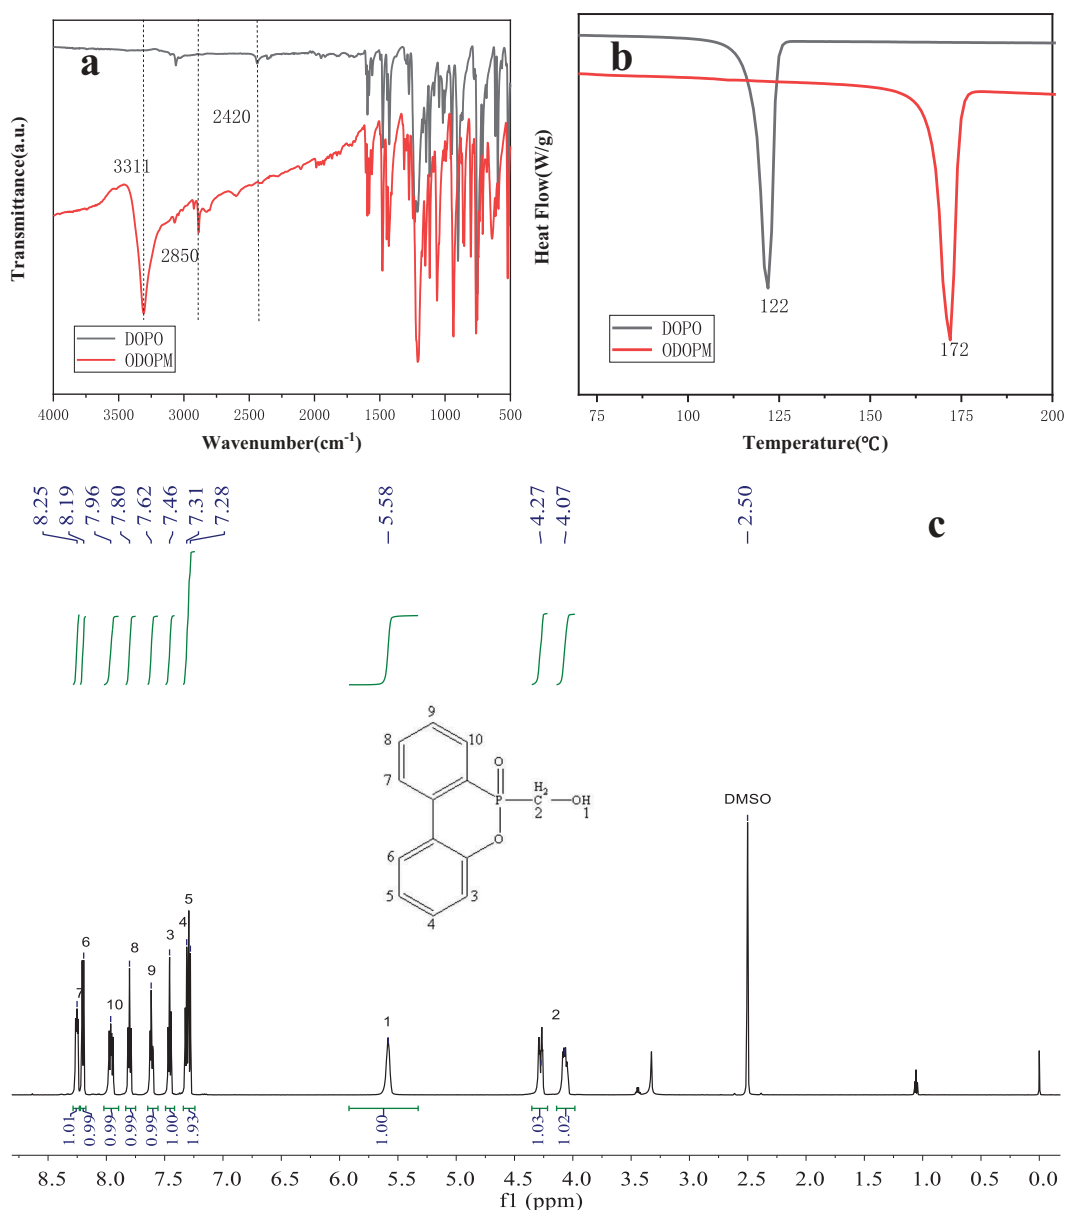 a
3311
2420
2850
DOPO
ODOPM
Transmittance(a.u.)
4000 3500 3000 2500 2000 1500 1000 500
Wavenumber(cm⁻¹)
b
122
172
DOPO
ODOPM
Heat Flow(W/g)
75 100 125 150 175 200
Temperature(℃)
8.25 8.19 7.96 7.80 7.62 7.46 7.31 7.28 5.58 4.27 4.07 2.50
c
9
8
10
7
O
P
H₂
C
OH
2
1
O
6
5
4
3
DMSO
7 6 10 8 9 3 4 5 1 2
1.01 0.99 0.99 0.99 0.99 1.00 1.93 1.00 1.03 1.02
8.5 8.0 7.5 7.0 6.5 6.0 5.5 5.0 4.5 4.0 3.5 3.0 2.5 2.0 1.5 1.0 0.5 0.0
f1 (ppm)